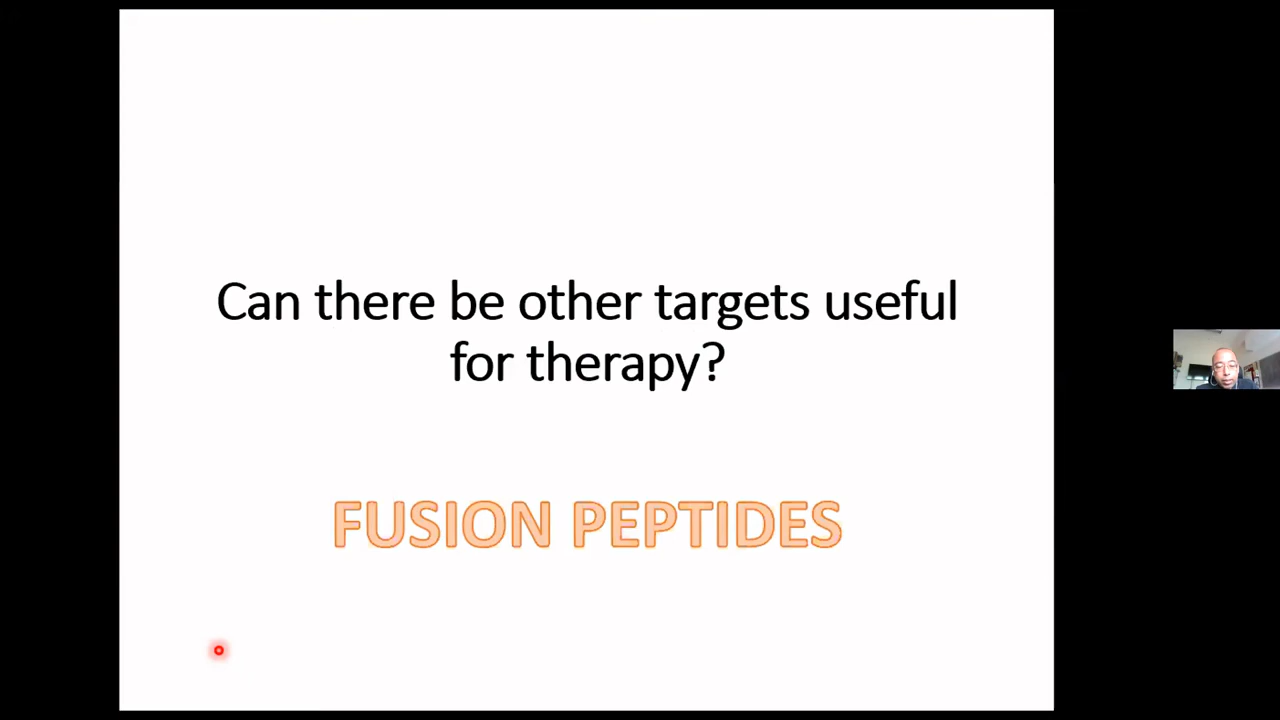 Can there be other targets useful
for therapy?
FUSION PEPTIDES